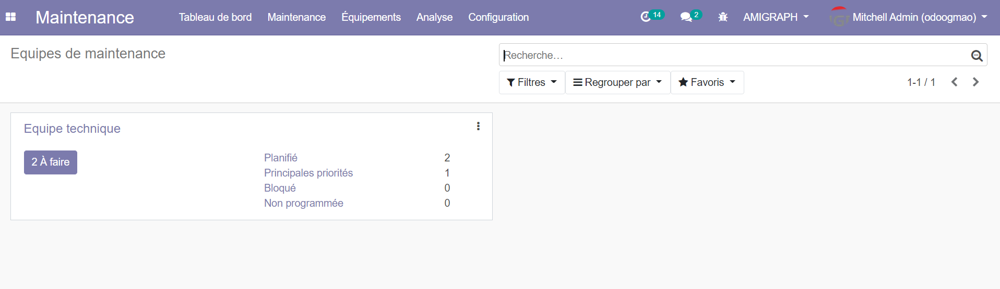 Maintenance Tableau de bord Maintenance Équipements Analyse Configuration 14 2 AMIGRAPH Mitchell Admin (odoogmao)
Equipes de maintenance
Recherche...
Filtres Regrouper par Favoris 1-1 / 1
Equipe technique
2 À faire
Planifié 2
Principales priorités 1
Bloqué 0
Non programmée 0